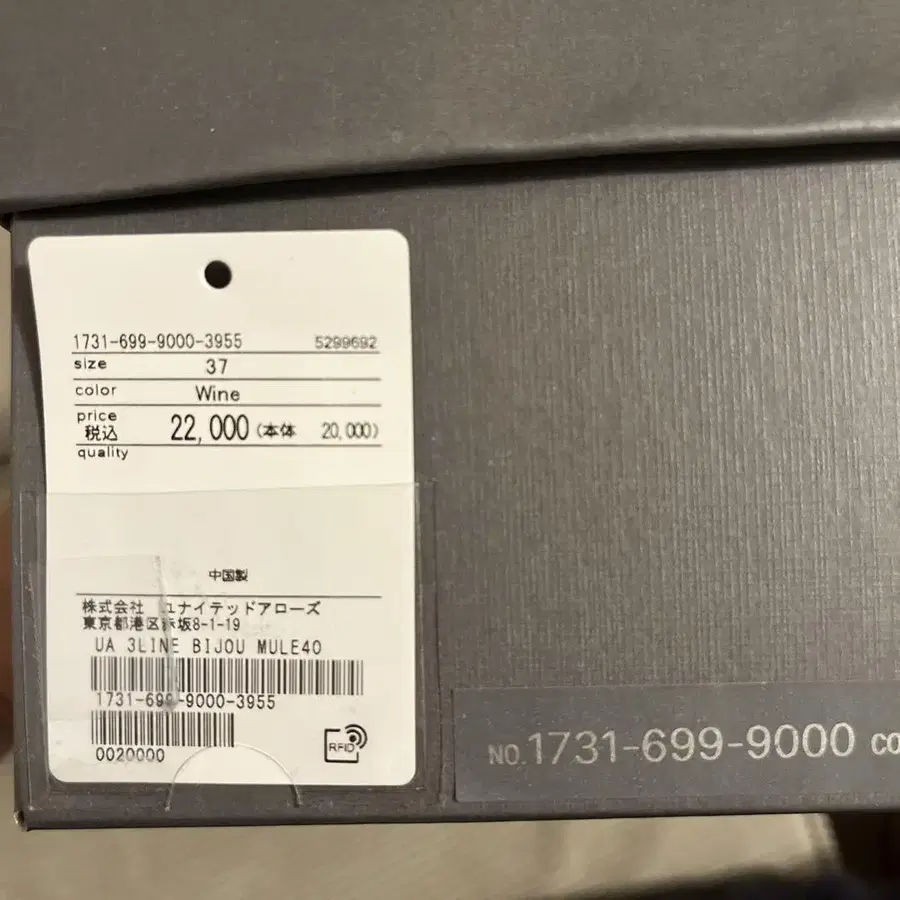 1731-699-9000-3955 5299692
size 37
color Wine
price
税込 22,000 (本体 20,000)
quality
中国製
株式会社 ユナイテッドアローズ
東京都港区赤坂8-1-19
UA 3LINE BIJOU MULE40
1731-699-9000-3955
0020000
RFID
NO.1731-699-9000 CO